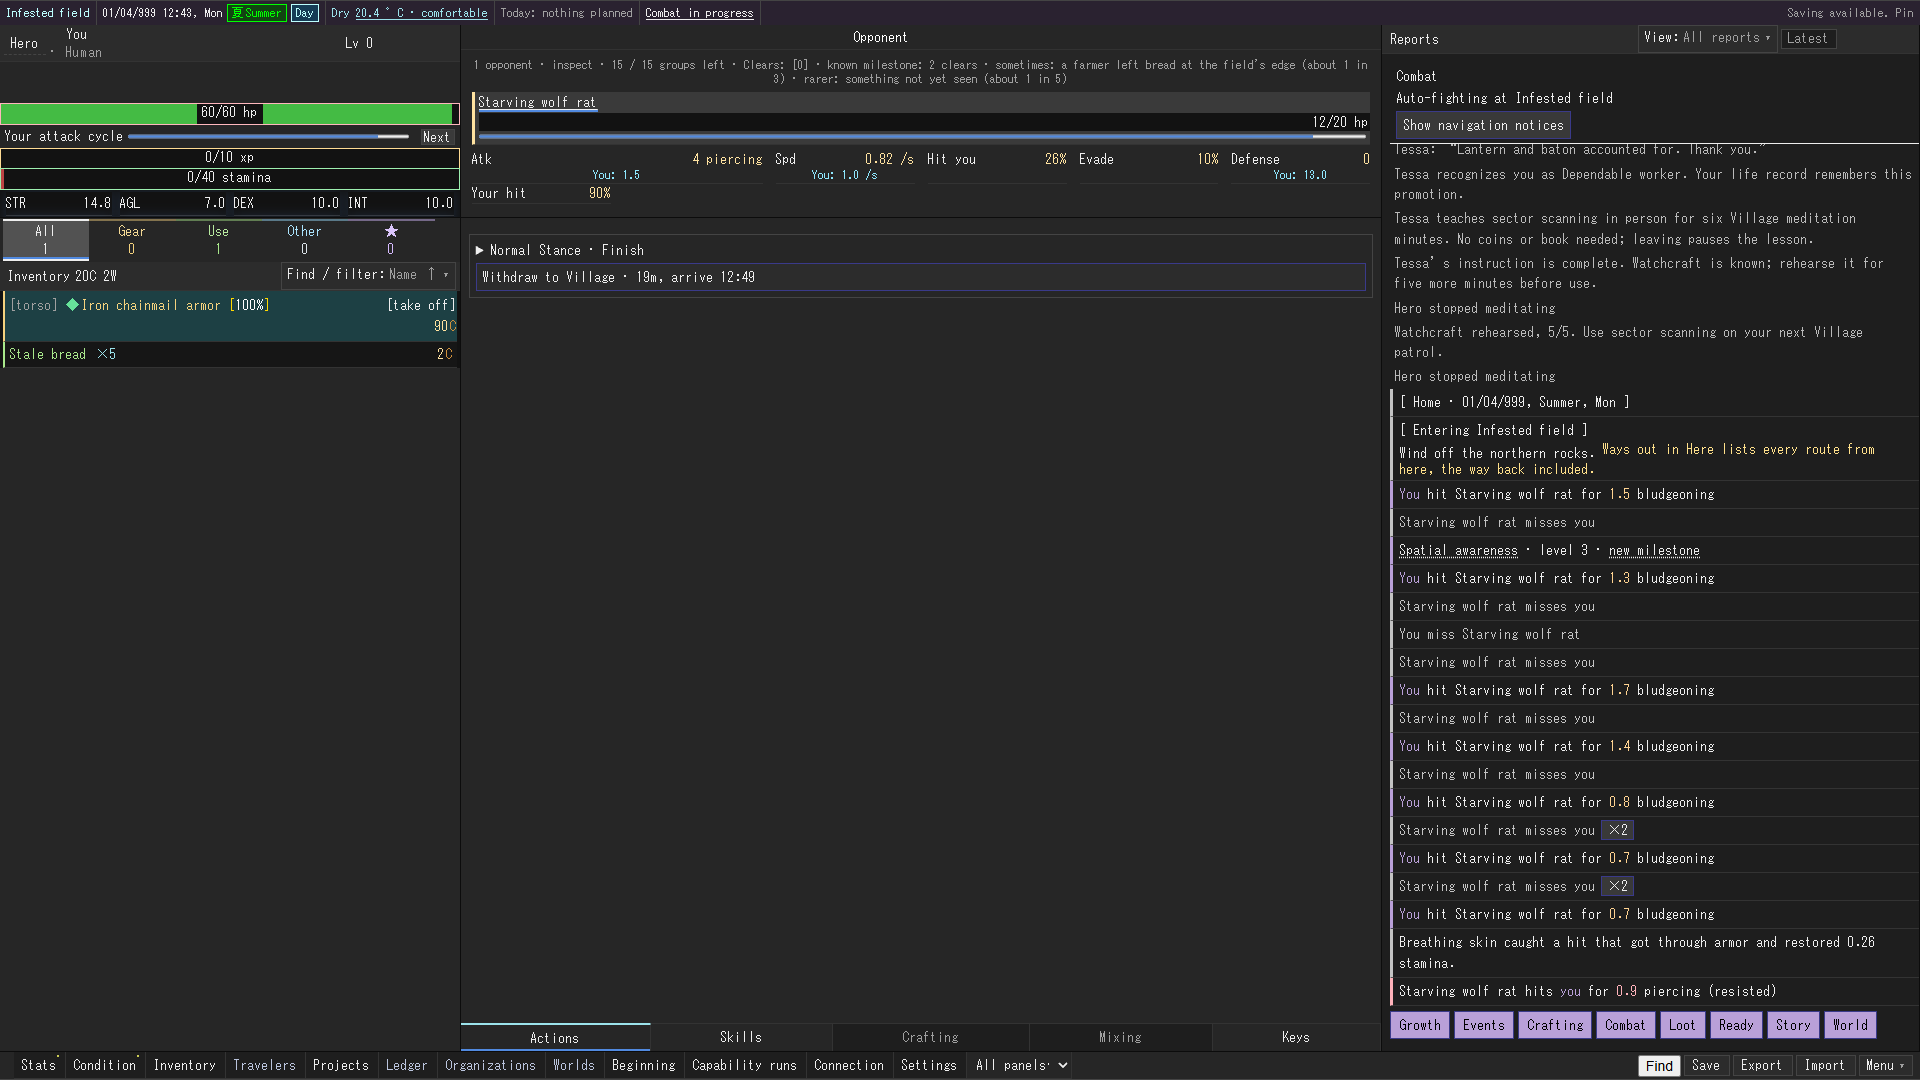 Infested field 01/04/999 12:43, Mon 夏Summer Day Dry 20.4°C · comfortable Today: nothing planned Combat in progress Saving available. Pin
Hero · You Human Lv 0
60/60 hp
Your attack cycle Next
0/10 xp
0/40 stamina
STR 14.8 AGL 7.0 DEX 10.0 INT 10.0
All Gear Use Other ★
1 0 1 0 0
Inventory 20C 2W Find / filter: Name ↑ ▾
[torso] ◆Iron chainmail armor [100%] [take off]
90C
Stale bread ×5 2C
Opponent
1 opponent · inspect · 15 / 15 groups left · Clears: [0] · known milestone: 2 clears · sometimes: a farmer left bread at the field's edge (about 1 in
3) · rarer: something not yet seen (about 1 in 5)
Starving wolf rat
12/20 hp
Atk 4 piercing Spd 0.82 /s Hit you 26% Evade 10% Defense 0
You: 1.5 You: 1.0 /s You: 13.0
Your hit 90%
▶ Normal Stance · Finish
Withdraw to Village · 19m, arrive 12:49
Actions Skills Crafting Mixing Keys
Reports View: All reports ▾ Latest
Combat
Auto-fighting at Infested field
Show navigation notices
Tessa: “Lantern and baton accounted for. Thank you.”
Tessa recognizes you as Dependable worker. Your life record remembers this
promotion.
Tessa teaches sector scanning in person for six Village meditation
minutes. No coins or book needed; leaving pauses the lesson.
Tessa’s instruction is complete. Watchcraft is known; rehearse it for
five more minutes before use.
Hero stopped meditating
Watchcraft rehearsed, 5/5. Use sector scanning on your next Village
patrol.
Hero stopped meditating
[ Home · 01/04/999, Summer, Mon ]
[ Entering Infested field ]
Wind off the northern rocks. Ways out in Here lists every route from
here, the way back included.
You hit Starving wolf rat for 1.5 bludgeoning
Starving wolf rat misses you
Spatial awareness · level 3 · new milestone
You hit Starving wolf rat for 1.3 bludgeoning
Starving wolf rat misses you
You miss Starving wolf rat
Starving wolf rat misses you
You hit Starving wolf rat for 1.7 bludgeoning
Starving wolf rat misses you
You hit Starving wolf rat for 1.4 bludgeoning
Starving wolf rat misses you
You hit Starving wolf rat for 0.8 bludgeoning
Starving wolf rat misses you ×2
You hit Starving wolf rat for 0.7 bludgeoning
Starving wolf rat misses you ×2
You hit Starving wolf rat for 0.7 bludgeoning
Breathing skin caught a hit that got through armor and restored 0.26
stamina.
Starving wolf rat hits you for 0.9 piercing (resisted)
Growth Events Crafting Combat Loot Ready Story World
Stats Condition Inventory Travelers Projects Ledger Organizations Worlds Beginning Capability runs Connection Settings All panels Find Save Export Import Menu ▾